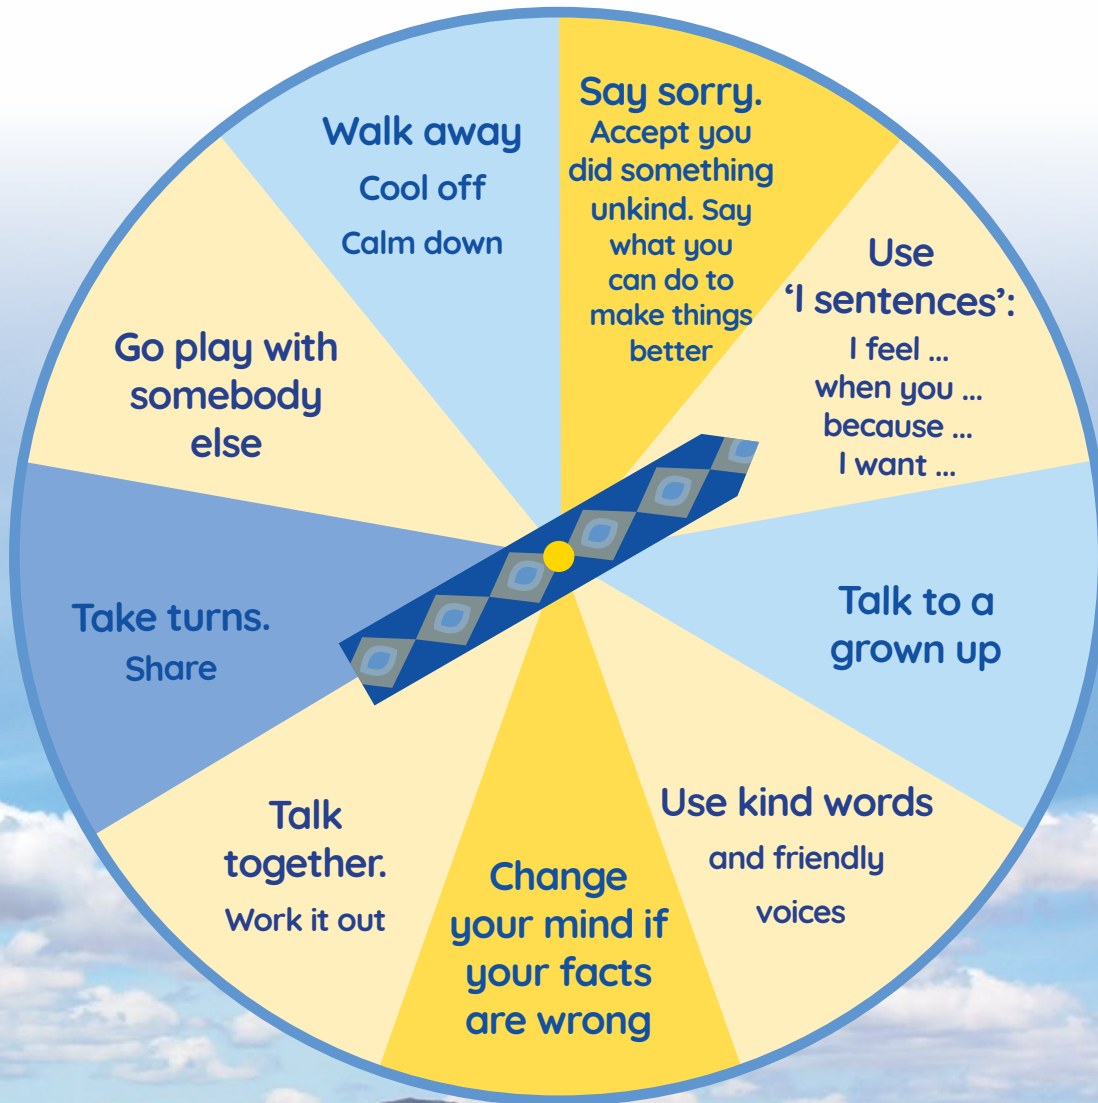 Say sorry.
Accept you
did something
unkind. Say
what you
can do to
make things
better
Use
‘I sentences’:
I feel ...
when you ...
because ...
I want ...
Talk to a
grown up
Use kind words
and friendly
voices
Change
your mind if
your facts
are wrong
Talk
together.
Work it out
Take turns.
Share
Go play with
somebody
else
Walk away
Cool off
Calm down